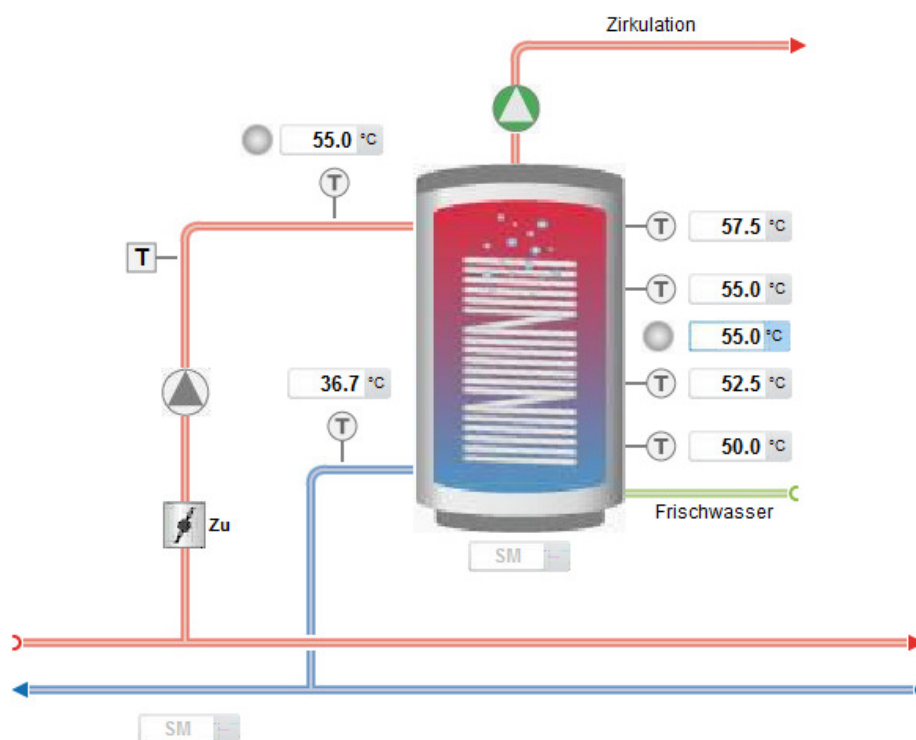 Zirkulation
55.0 °C
T
T 57.5 °C
T
T 55.0 °C
55.0 °C
36.7 °C
T 52.5 °C
T
T 50.0 °C
Zu
Frischwasser
SM
SM